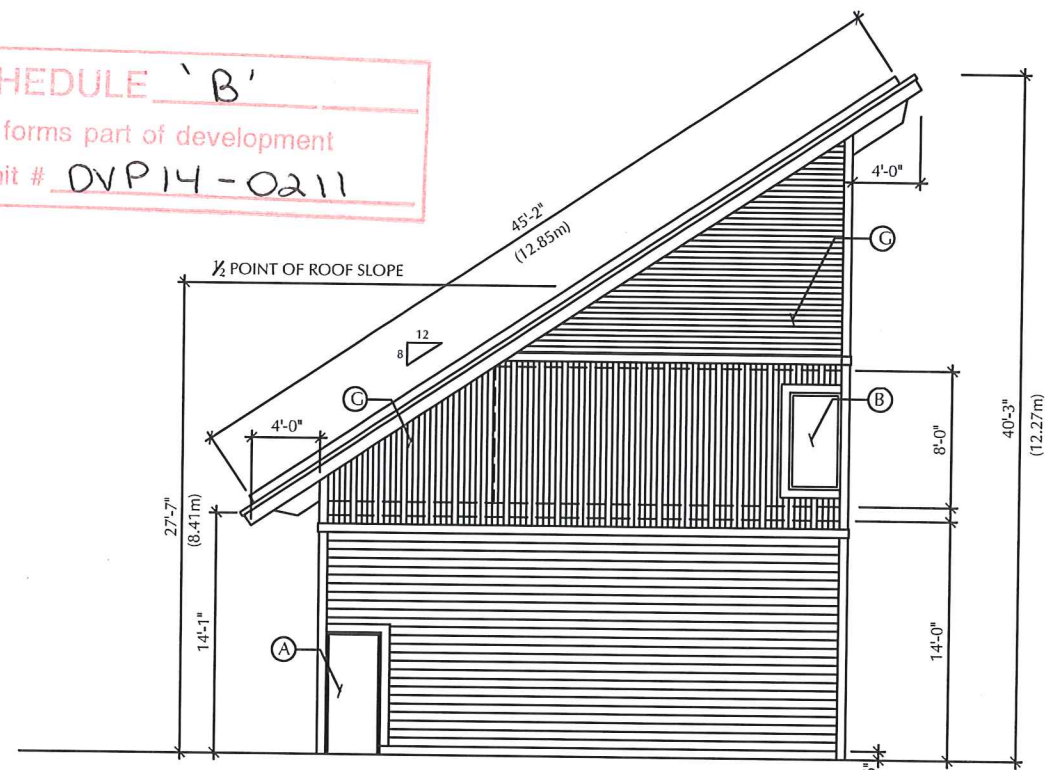 HEDULE 'B'
forms part of development
nit # DVP14-0211
45'-2"
(12.85m)
4'-0"
G
½ POINT OF ROOF SLOPE
12
8
G
4'-0"
B
8'-0"
40'-3"
(12.27m)
27'-7"
(8.41m)
14'-1"
A
14'-0"